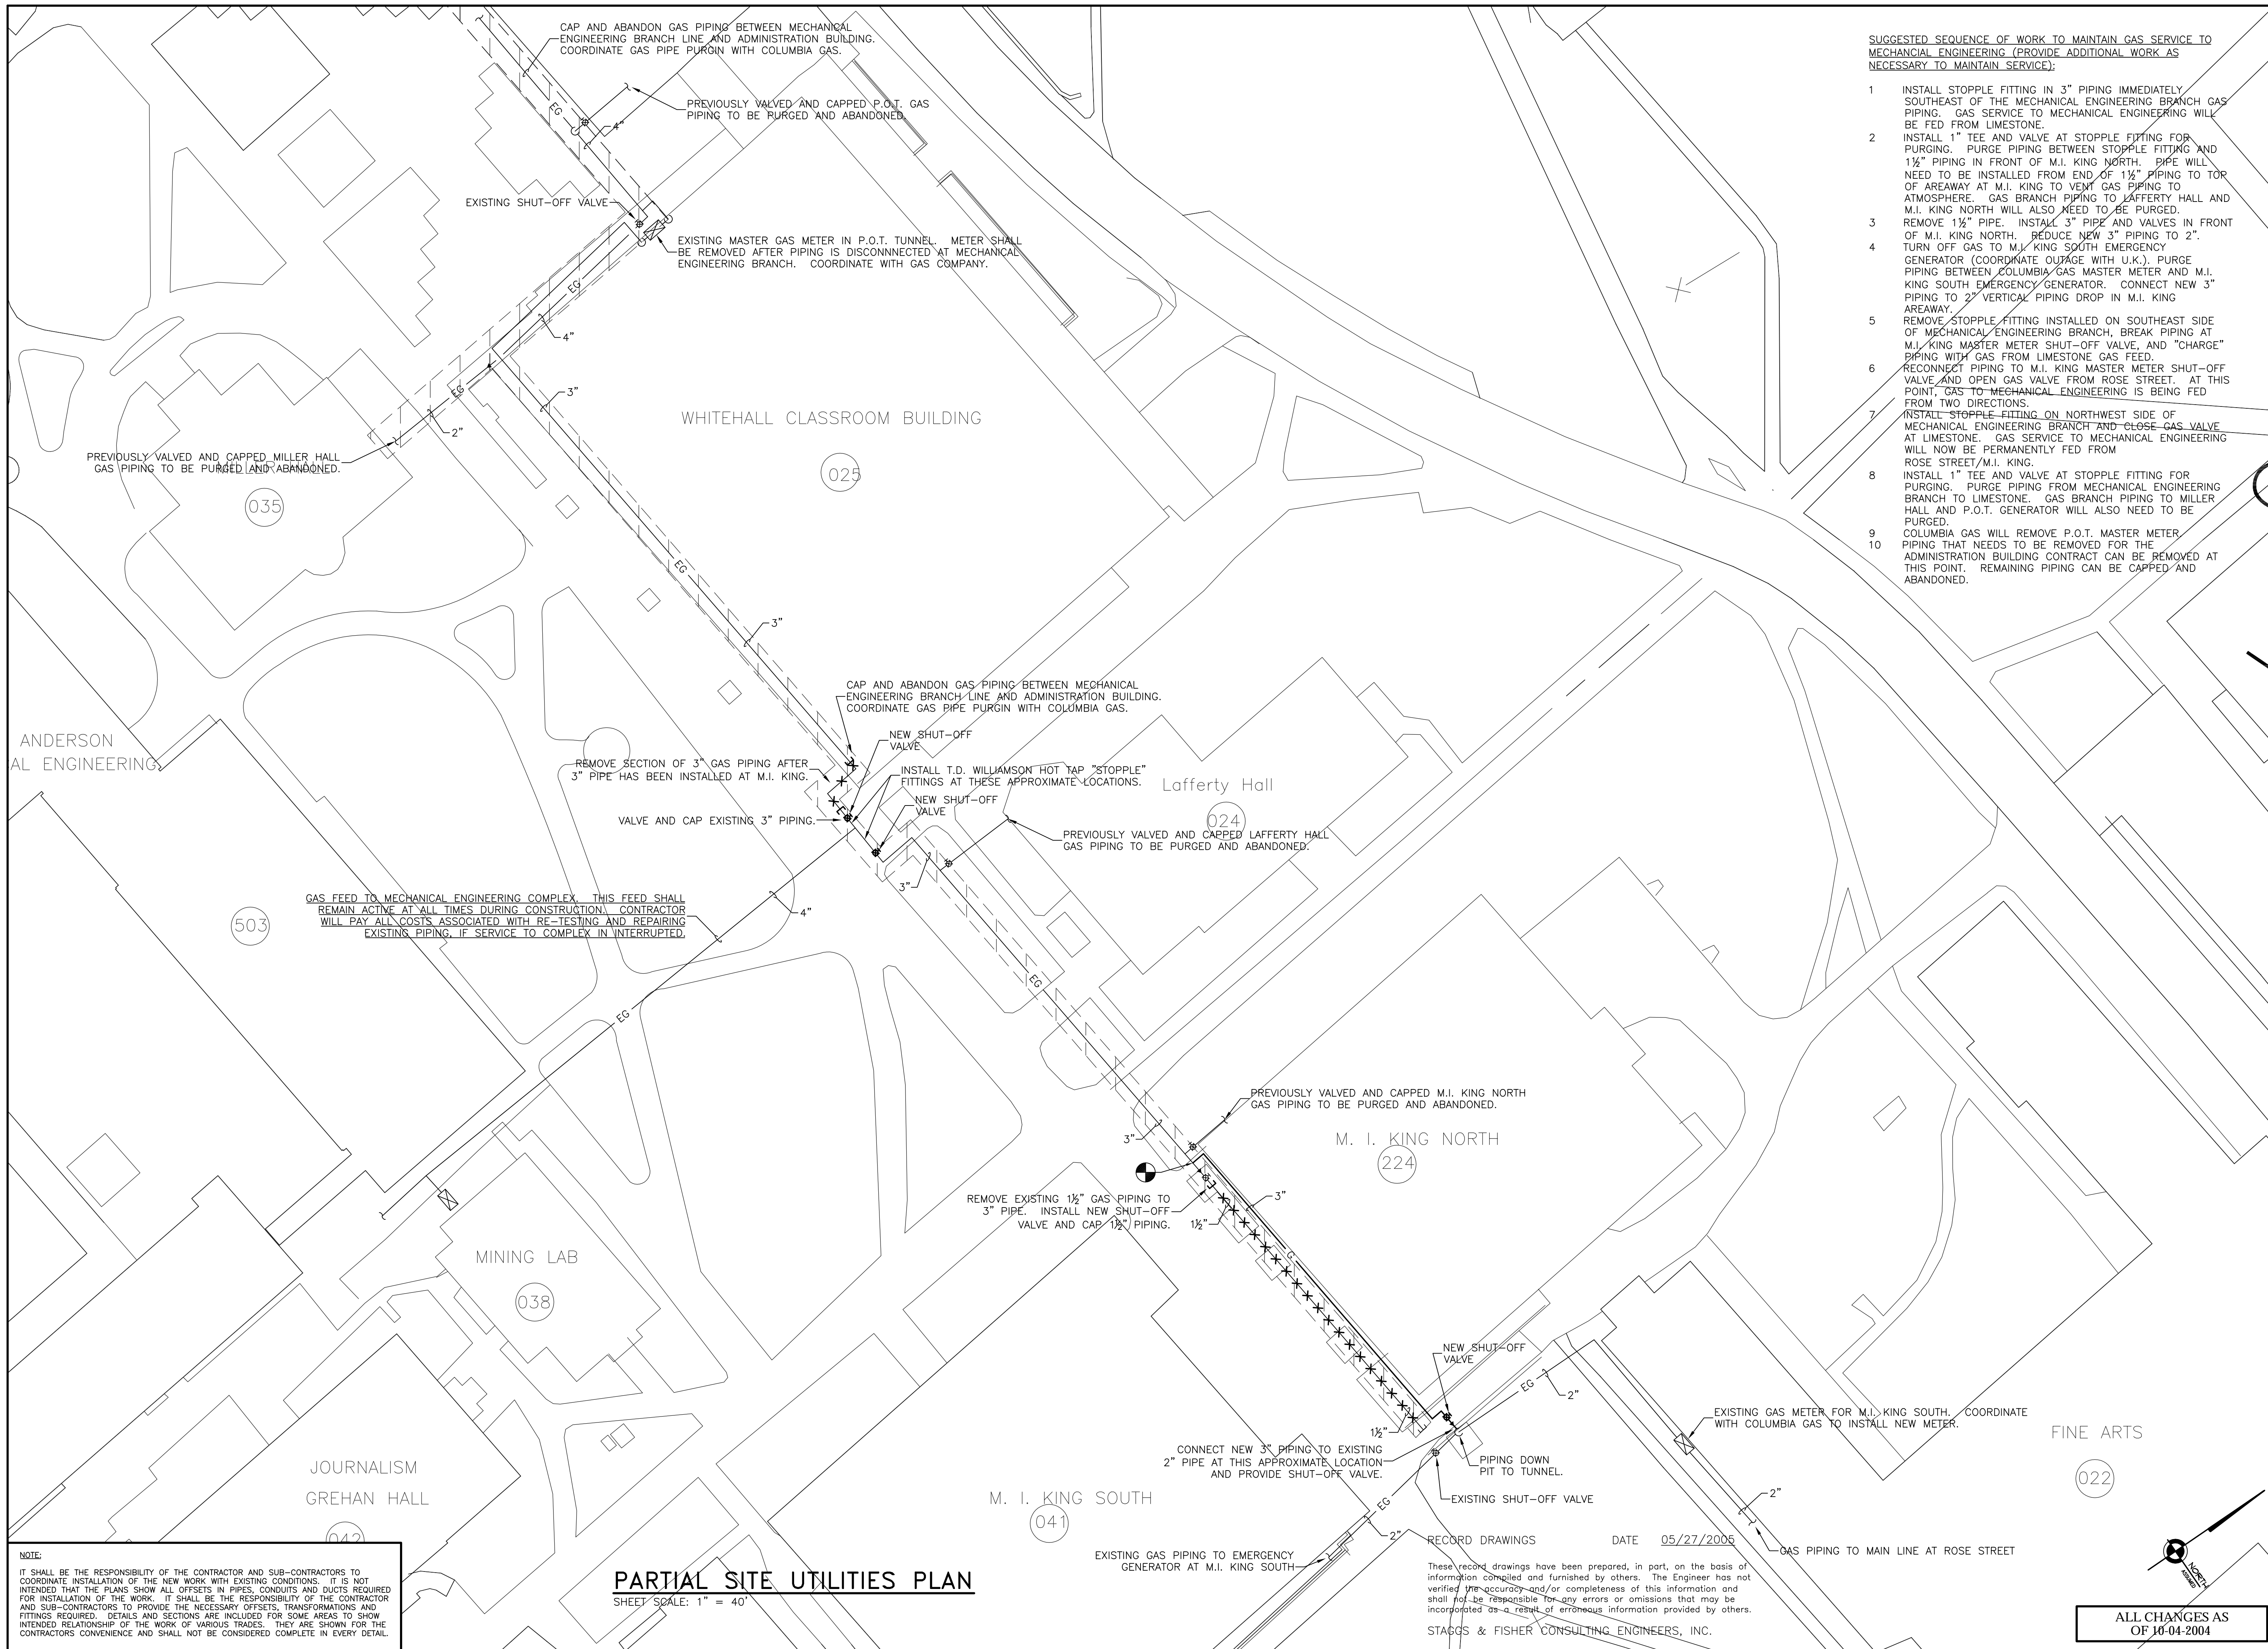 CAP AND ABANDON GAS PIPING BETWEEN MECHANICAL
ENGINEERING BRANCH LINE AND ADMINISTRATION BUILDING.
COORDINATE GAS PIPE PURGIN WITH COLUMBIA GAS.
EG
PREVIOUSLY VALVED AND CAPPED P.O.T. GAS
PIPING TO BE PURGED AND ABANDONED.
4"
EXISTING SHUT-OFF VALVE
EXISTING MASTER GAS METER IN P.O.T. TUNNEL. METER SHALL
BE REMOVED AFTER PIPING IS DISCONNNECTED AT MECHANICAL
ENGINEERING BRANCH. COORDINATE WITH GAS COMPANY.
EG
4"
3"
EG
2"
PREVIOUSLY VALVED AND CAPPED MILLER HALL
GAS PIPING TO BE PURGED AND ABANDONED.
035
WHITEHALL CLASSROOM BUILDING
025
EG
3"
SUGGESTED SEQUENCE OF WORK TO MAINTAIN GAS SERVICE TO
MECHANCIAL ENGINEERING (PROVIDE ADDITIONAL WORK AS
NECESSARY TO MAINTAIN SERVICE):
1 INSTALL STOPPLE FITTING IN 3" PIPING IMMEDIATELY
SOUTHEAST OF THE MECHANICAL ENGINEERING BRANCH GAS
PIPING. GAS SERVICE TO MECHANICAL ENGINEERING WILL
BE FED FROM LIMESTONE.
2 INSTALL 1" TEE AND VALVE AT STOPPLE FITTING FOR
PURGING. PURGE PIPING BETWEEN STOPPLE FITTING AND
1½" PIPING IN FRONT OF M.I. KING NORTH. PIPE WILL
NEED TO BE INSTALLED FROM END OF 1½" PIPING TO TOP
OF AREAWAY AT M.I. KING TO VENT GAS PIPING TO
ATMOSPHERE. GAS BRANCH PIPING TO LAFFERTY HALL AND
M.I. KING NORTH WILL ALSO NEED TO BE PURGED.
3 REMOVE 1½" PIPE. INSTALL 3" PIPE AND VALVES IN FRONT
OF M.I. KING NORTH. REDUCE NEW 3" PIPING TO 2".
4 TURN OFF GAS TO M.I. KING SOUTH EMERGENCY
GENERATOR (COORDINATE OUTAGE WITH U.K.). PURGE
PIPING BETWEEN COLUMBIA GAS MASTER METER AND M.I.
KING SOUTH EMERGENCY GENERATOR. CONNECT NEW 3"
PIPING TO 2" VERTICAL PIPING DROP IN M.I. KING
AREAWAY.
5 REMOVE STOPPLE FITTING INSTALLED ON SOUTHEAST SIDE
OF MECHANICAL ENGINEERING BRANCH, BREAK PIPING AT
M.I. KING MASTER METER SHUT-OFF VALVE, AND "CHARGE"
PIPING WITH GAS FROM LIMESTONE GAS FEED.
6 RECONNECT PIPING TO M.I. KING MASTER METER SHUT-OFF
VALVE AND OPEN GAS VALVE FROM ROSE STREET. AT THIS
POINT, GAS TO MECHANICAL ENGINEERING IS BEING FED
FROM TWO DIRECTIONS.
7 INSTALL STOPPLE FITTING ON NORTHWEST SIDE OF
MECHANICAL ENGINEERING BRANCH AND CLOSE GAS VALVE
AT LIMESTONE. GAS SERVICE TO MECHANICAL ENGINEERING
WILL NOW BE PERMANENTLY FED FROM
ROSE STREET/M.I. KING.
8 INSTALL 1" TEE AND VALVE AT STOPPLE FITTING FOR
PURGING. PURGE PIPING FROM MECHANICAL ENGINEERING
BRANCH TO LIMESTONE. GAS BRANCH PIPING TO MILLER
HALL AND P.O.T. GENERATOR WILL ALSO NEED TO BE
PURGED.
9 COLUMBIA GAS WILL REMOVE P.O.T. MASTER METER.
10 PIPING THAT NEEDS TO BE REMOVED FOR THE
ADMINISTRATION BUILDING CONTRACT CAN BE REMOVED AT
THIS POINT. REMAINING PIPING CAN BE CAPPED AND
ABANDONED.
CAP AND ABANDON GAS PIPING BETWEEN MECHANICAL
ENGINEERING BRANCH LINE AND ADMINISTRATION BUILDING.
COORDINATE GAS PIPE PURGIN WITH COLUMBIA GAS.
ANDERSON
AL ENGINEERING
NEW SHUT-OFF
VALVE
REMOVE SECTION OF 3" GAS PIPING AFTER
3" PIPE HAS BEEN INSTALLED AT M.I. KING.
INSTALL T.D. WILLIAMSON HOT TAP "STOPPLE"
FITTINGS AT THESE APPROXIMATE LOCATIONS.
NEW SHUT-OFF
VALVE
VALVE AND CAP EXISTING 3" PIPING.
Lafferty Hall
024
PREVIOUSLY VALVED AND CAPPED LAFFERTY HALL
GAS PIPING TO BE PURGED AND ABANDONED.
3"
GAS FEED TO MECHANICAL ENGINEERING COMPLEX. THIS FEED SHALL
REMAIN ACTIVE AT ALL TIMES DURING CONSTRUCTION. CONTRACTOR
WILL PAY ALL COSTS ASSOCIATED WITH RE-TESTING AND REPAIRING
EXISTING PIPING, IF SERVICE TO COMPLEX IN INTERRUPTED.
4"
503
EG
EG
PREVIOUSLY VALVED AND CAPPED M.I. KING NORTH
GAS PIPING TO BE PURGED AND ABANDONED.
3"
M. I. KING NORTH
224
REMOVE EXISTING 1½" GAS PIPING TO
3" PIPE. INSTALL NEW SHUT-OFF
VALVE AND CAP 1½" PIPING.
1½"
3"
G
MINING LAB
038
NEW SHUT-OFF
VALVE
EG
2"
1½"
CONNECT NEW 3" PIPING TO EXISTING
2" PIPE AT THIS APPROXIMATE LOCATION
AND PROVIDE SHUT-OFF VALVE.
PIPING DOWN
PIT TO TUNNEL.
EXISTING SHUT-OFF VALVE
EXISTING GAS METER FOR M.I. KING SOUTH. COORDINATE
WITH COLUMBIA GAS TO INSTALL NEW METER.
FINE ARTS
022
2"
GAS PIPING TO MAIN LINE AT ROSE STREET
JOURNALISM
GREHAN HALL
042
M. I. KING SOUTH
041
EG
2"
EXISTING GAS PIPING TO EMERGENCY
GENERATOR AT M.I. KING SOUTH
RECORD DRAWINGS DATE 05/27/2005
These record drawings have been prepared, in part, on the basis of
information compiled and furnished by others. The Engineer has not
verified the accuracy and/or completeness of this information and
shall not be responsible for any errors or omissions that may be
incorporated as a result of erroneous information provided by others.
STAGGS & FISHER CONSULTING ENGINEERS, INC.
NOTE:
IT SHALL BE THE RESPONSIBILITY OF THE CONTRACTOR AND SUB-CONTRACTORS TO
COORDINATE INSTALLATION OF THE NEW WORK WITH EXISTING CONDITIONS. IT IS NOT
INTENDED THAT THE PLANS SHOW ALL OFFSETS IN PIPES, CONDUITS AND DUCTS REQUIRED
FOR INSTALLATION OF THE WORK. IT SHALL BE THE RESPONSIBILITY OF THE CONTRACTOR
AND SUB-CONTRACTORS TO PROVIDE THE NECESSARY OFFSETS, TRANSFORMATIONS AND
FITTINGS REQUIRED. DETAILS AND SECTIONS ARE INCLUDED FOR SOME AREAS TO SHOW
INTENDED RELATIONSHIP OF THE WORK OF VARIOUS TRADES. THEY ARE SHOWN FOR THE
CONTRACTORS CONVENIENCE AND SHALL NOT BE CONSIDERED COMPLETE IN EVERY DETAIL.
PARTIAL SITE UTILITIES PLAN
SHEET SCALE: 1" = 40'
NORTH
ALL CHANGES AS
OF 10-04-2004